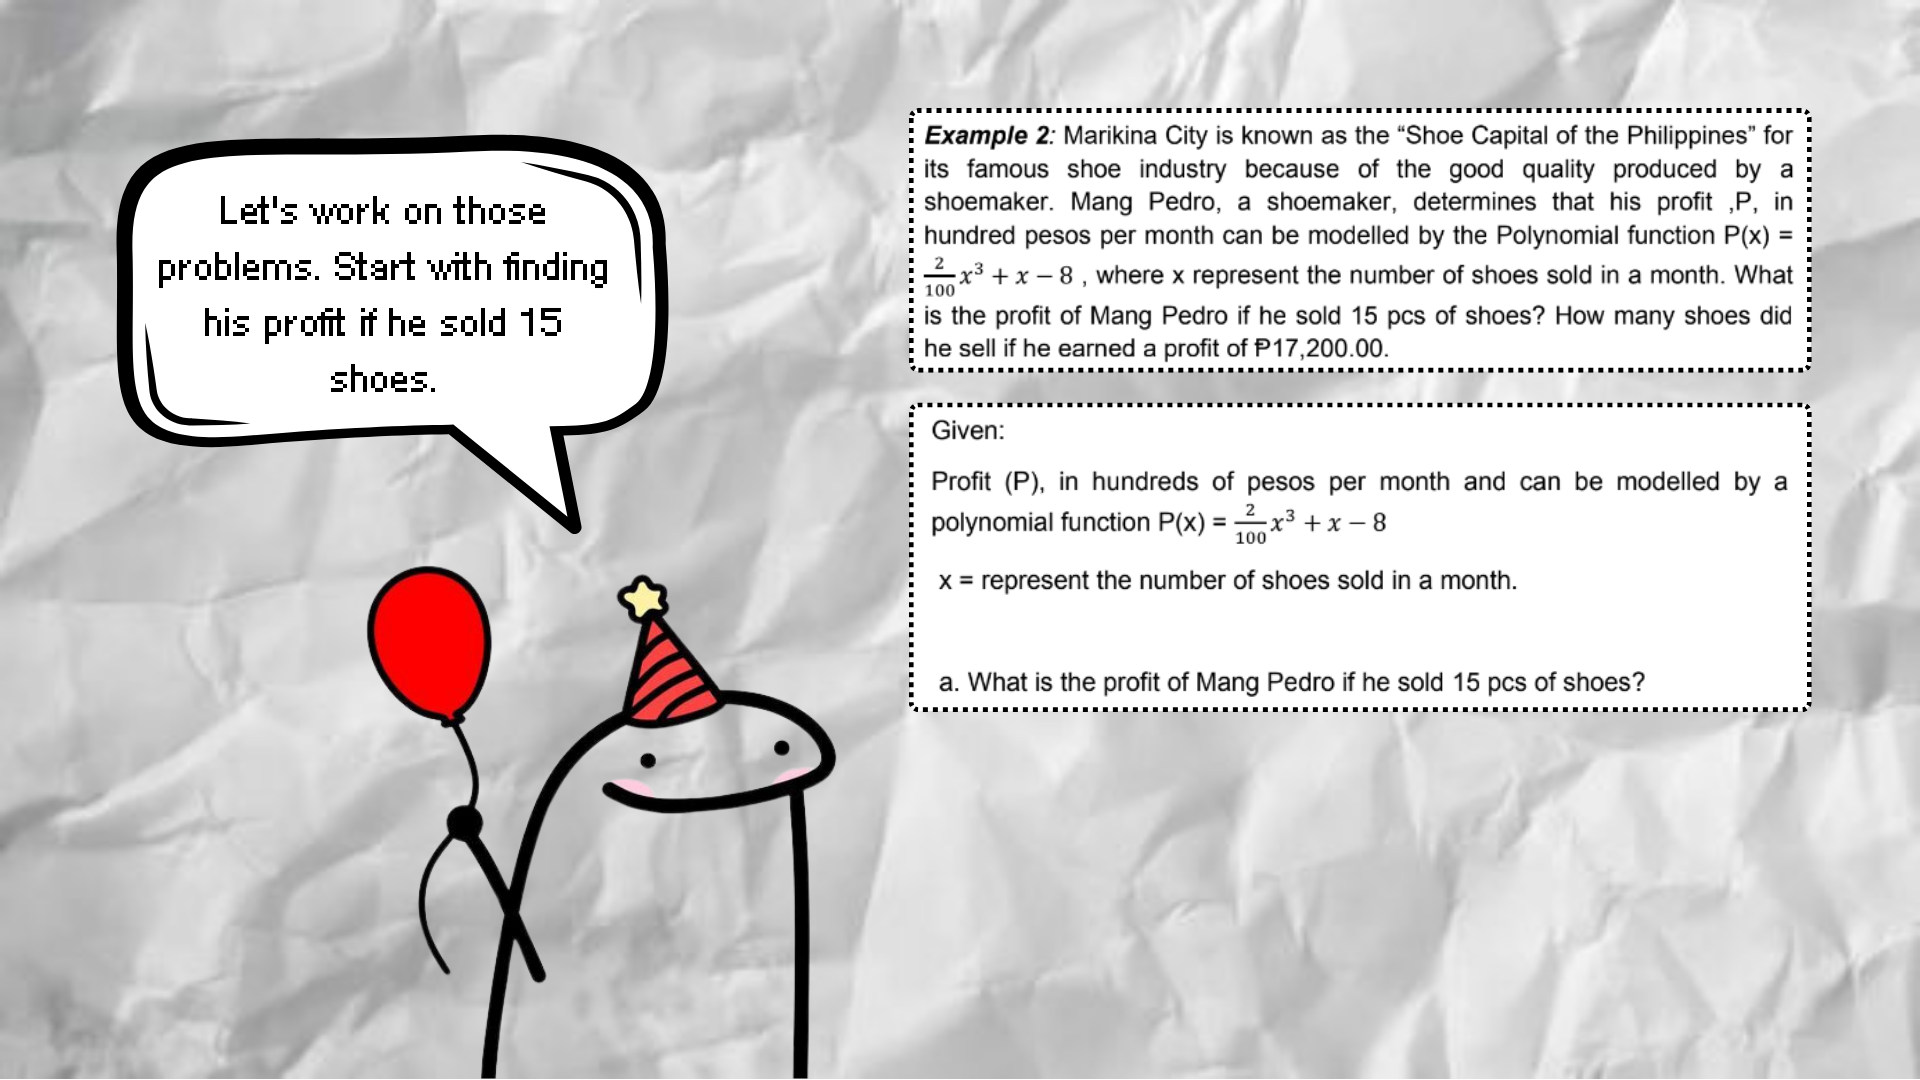 Let's work on those
problems. Start with finding
his profit if he sold 15
shoes.
Example 2: Marikina City is known as the “Shoe Capital of the Philippines” for
its famous shoe industry because of the good quality produced by a
shoemaker. Mang Pedro, a shoemaker, determines that his profit ,P, in
hundred pesos per month can be modelled by the Polynomial function P(x) =
2/100 x³ + x − 8 , where x represent the number of shoes sold in a month. What
is the profit of Mang Pedro if he sold 15 pcs of shoes? How many shoes did
he sell if he earned a profit of ₱17,200.00.
Given:
Profit (P), in hundreds of pesos per month and can be modelled by a
polynomial function P(x) = 2/100 x³ + x − 8
x = represent the number of shoes sold in a month.
a. What is the profit of Mang Pedro if he sold 15 pcs of shoes?